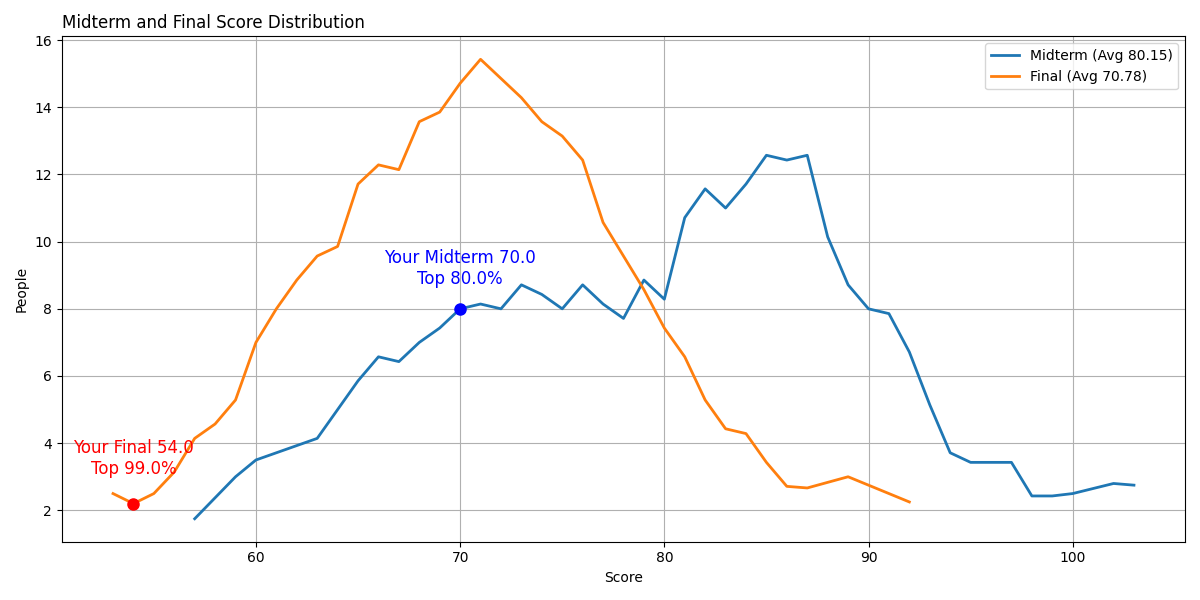 Midterm and Final Score Distribution
Midterm (Avg 80.15)
Final (Avg 70.78)
People
16
14
12
10
8
6
4
2
Your Midterm 70.0
Top 80.0%
Your Final 54.0
Top 99.0%
60 70 80 90 100
Score